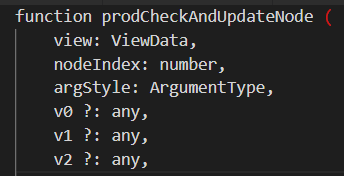 function prodCheckAndUpdateNode (
view: ViewData,
nodeIndex: number,
argStyle: ArgumentType,
v0 ?: any,
v1 ?: any,
v2 ?: any,